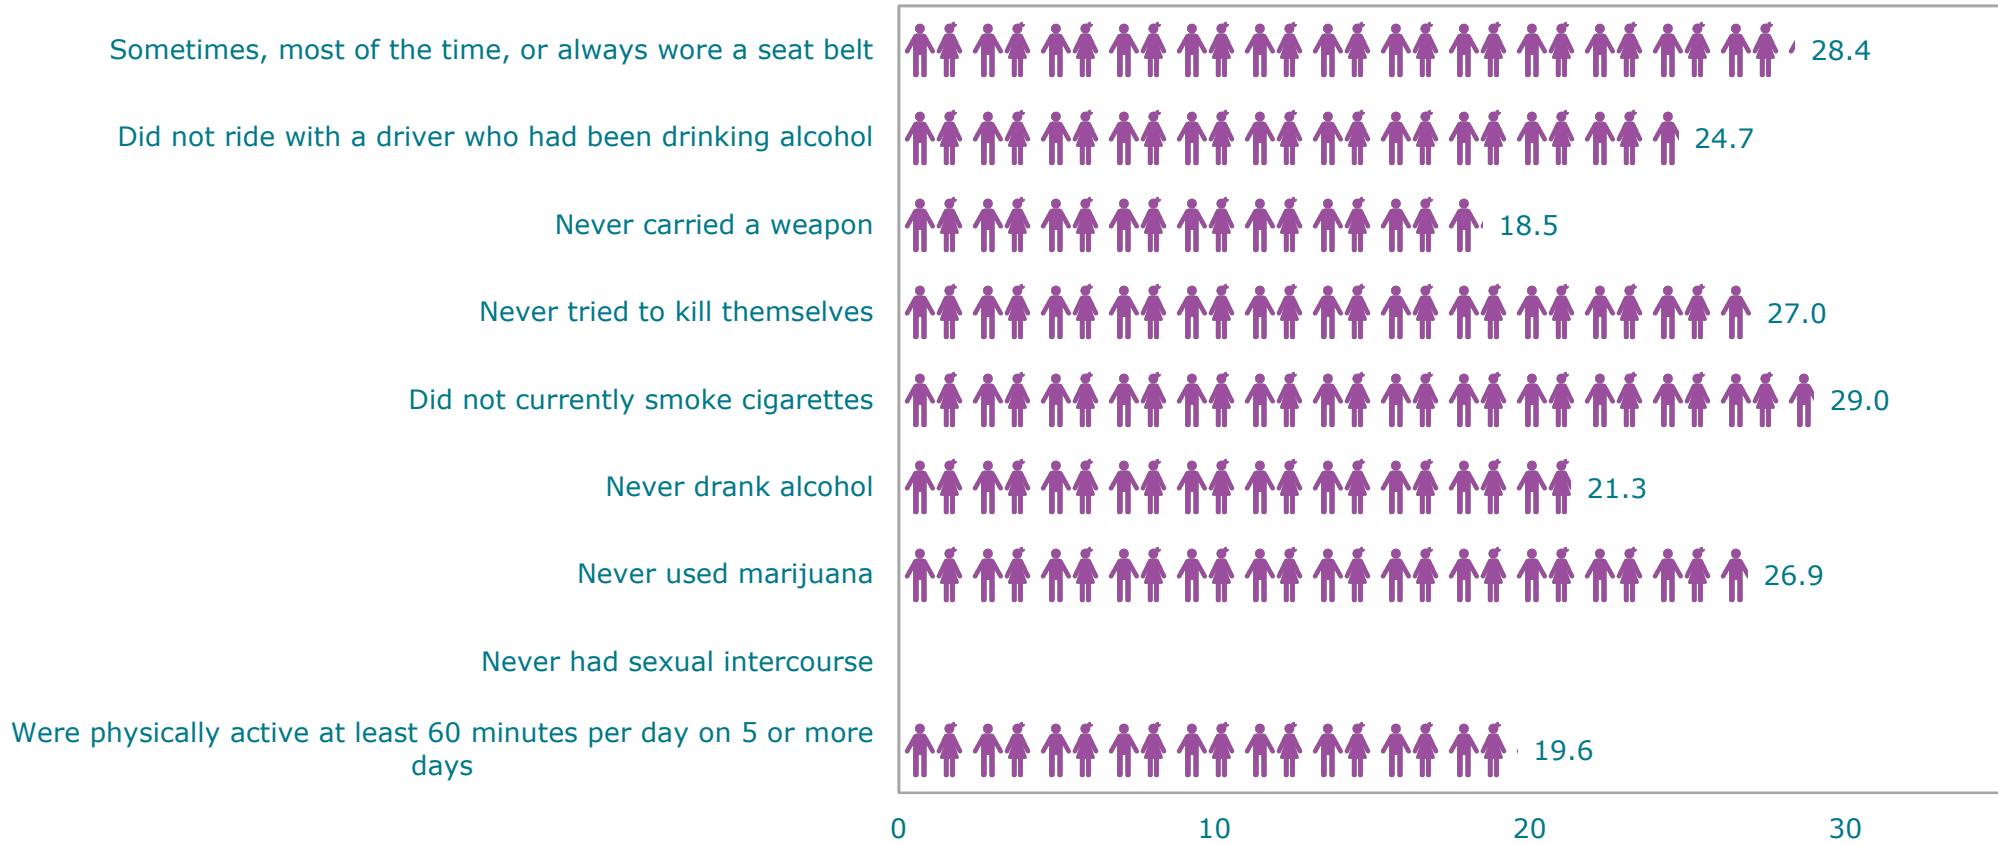 Sometimes, most of the time, or always wore a seat belt
28.4
Did not ride with a driver who had been drinking alcohol
24.7
Never carried a weapon
18.5
Never tried to kill themselves
27.0
Did not currently smoke cigarettes
29.0
Never drank alcohol
21.3
Never used marijuana
26.9
Never had sexual intercourse
Were physically active at least 60 minutes per day on 5 or more
days
19.6
0 10 20 30